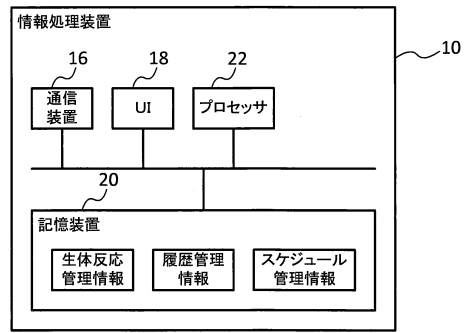 情報処理装置
10
16
18
22
通信
装置
UI
プロセッサ
20
記憶装置
生体反応
管理情報
履歴管理
情報
スケジュール
管理情報